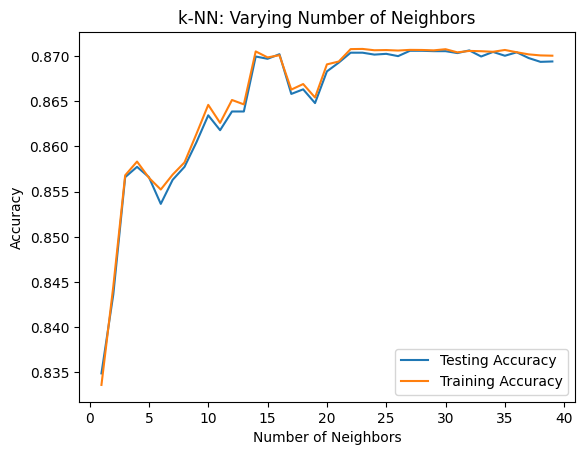 k-NN: Varying Number of Neighbors
Accuracy
0.870
0.865
0.860
0.855
0.850
0.845
0.840
0.835
Testing Accuracy
Training Accuracy
0 5 10 15 20 25 30 35 40
Number of Neighbors